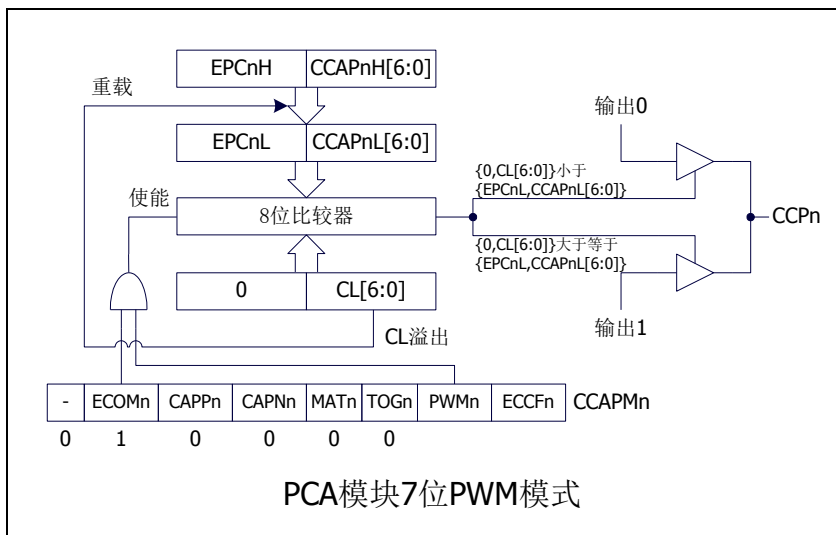 EPCnH CCAPnH[6:0]
重载
EPCnL CCAPnL[6:0]
输出0
使能
8位比较器
{0,CL[6:0]}小于
{EPCnL,CCAPnL[6:0]}
CCPn
{0,CL[6:0]}大于等于
{EPCnL,CCAPnL[6:0]}
0 CL[6:0]
输出1
CL溢出
- ECOMn CAPPn CAPNn MATn TOGn PWMn ECCFn CCAPMn
0 1 0 0 0 0
PCA模块7位PWM模式